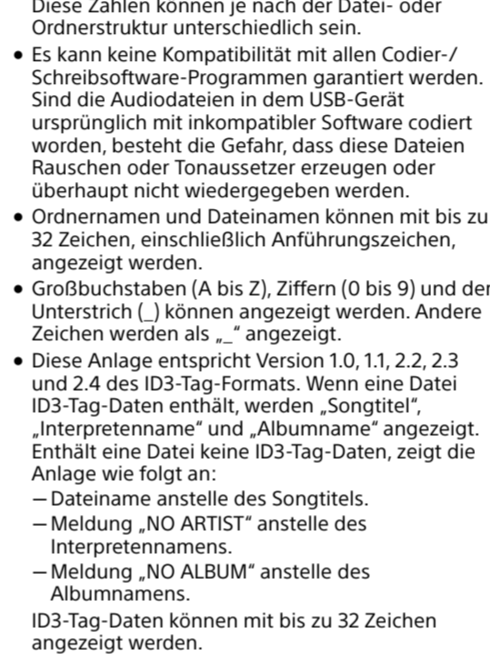 Diese Zahlen können je nach der Datei- oder
Ordnerstruktur unterschiedlich sein.
• Es kann keine Kompatibilität mit allen Codier-/
Schreibsoftware-Programmen garantiert werden.
Sind die Audiodateien in dem USB-Gerät
ursprünglich mit inkompatibler Software codiert
worden, besteht die Gefahr, dass diese Dateien
Rauschen oder Tonaussetzer erzeugen oder
überhaupt nicht wiedergegeben werden.
• Ordnernamen und Dateinamen können mit bis zu
32 Zeichen, einschließlich Anführungszeichen,
angezeigt werden.
• Großbuchstaben (A bis Z), Ziffern (0 bis 9) und der
Unterstrich (_) können angezeigt werden. Andere
Zeichen werden als „_“ angezeigt.
• Diese Anlage entspricht Version 1.0, 1.1, 2.2, 2.3
und 2.4 des ID3-Tag-Formats. Wenn eine Datei
ID3-Tag-Daten enthält, werden „Songtitel“,
„Interpretenname“ und „Albumname“ angezeigt.
Enthält eine Datei keine ID3-Tag-Daten, zeigt die
Anlage wie folgt an:
— Dateiname anstelle des Songtitels.
— Meldung „NO ARTIST“ anstelle des
Interpretennamens.
— Meldung „NO ALBUM“ anstelle des
Albumnamens.
ID3-Tag-Daten können mit bis zu 32 Zeichen
angezeigt werden.